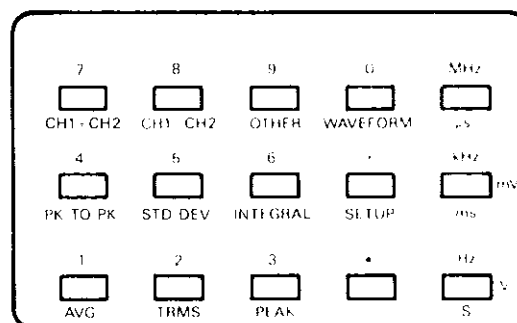 7 8 9 0 MHz
CH1 + CH2 CH1 CH2 OTHER WAVEFORM µs
4 5 6 kHz
mV
PK TO PK STD DEV INTEGRAL SETUP ms
1 2 3 • Hz
V
AVG TRMS PEAK S